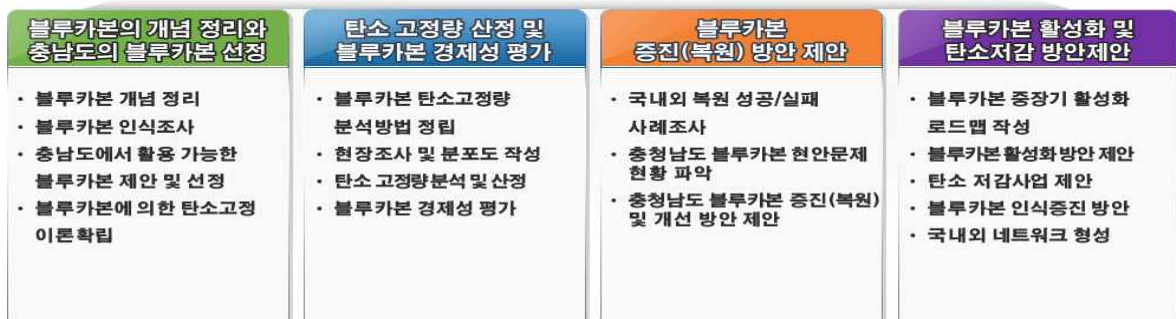 블루카본의 개념 정리와
충남도의 블루카본 선정
• 블루카본 개념 정리
• 블루카본 인식조사
• 충남도에서 활용 가능한
블루카본 제안 및 선정
• 블루카본에 의한 탄소고정
이론확립
탄소 고정량 산정 및
블루카본 경제성 평가
• 블루카본 탄소고정량
분석방법 정립
• 현장조사 및 분포도 작성
• 탄소 고정량 분석 및 산정
• 블루카본 경제성 평가
블루카본
증진(복원) 방안 제안
• 국내외 복원 성공/실패
사례조사
• 충청남도 블루카본 현안문제
현황 파악
• 충청남도 블루카본 증진(복원)
및 개선 방안 제안
블루카본 활성화 및
탄소저감 방안제안
• 블루카본 중장기 활성화
로드맵 작성
• 블루카본 활성화 방안 제안
• 탄소 저감사업 제안
• 블루카본 인식증진 방안
• 국내외 네트워크 형성